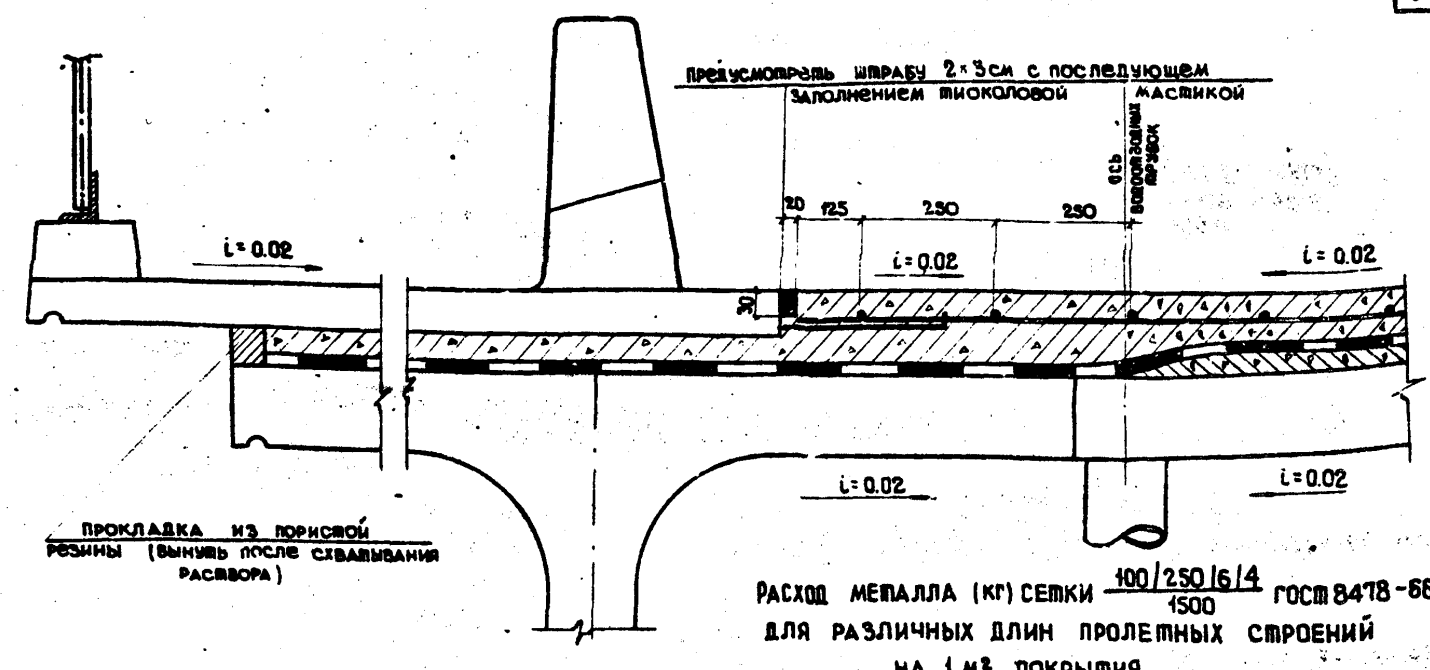 ПРЕДУСМОТРЕТЬ ШТРАБУ 2×3см С ПОСЛЕДУЮЩЕМ
ЗАПОЛНЕНИЕМ ТИОКОЛОВОЙ МАСТИКОЙ
ОСЬ
ВОДООТВОДНЫХ
ТРУБОК
20 125 250 250
i=0.02
i=0.02
i=0.02
30
i=0.02
i=0.02
ПРОКЛАДКА ИЗ ПОРИСТОЙ
РЕЗИНЫ (ВЫНУТЬ ПОСЛЕ СХВАТЫВАНИЯ
РАСТВОРА)
РАСХОД МЕТАЛЛА (КГ) СЕТКИ 100/250/6/4 ГОСТ 8478-66
1500
ДЛЯ РАЗЛИЧНЫХ ДЛИН ПРОЛЕТНЫХ СТРОЕНИЙ
НА 1 М2 ПОКРЫТИЯ